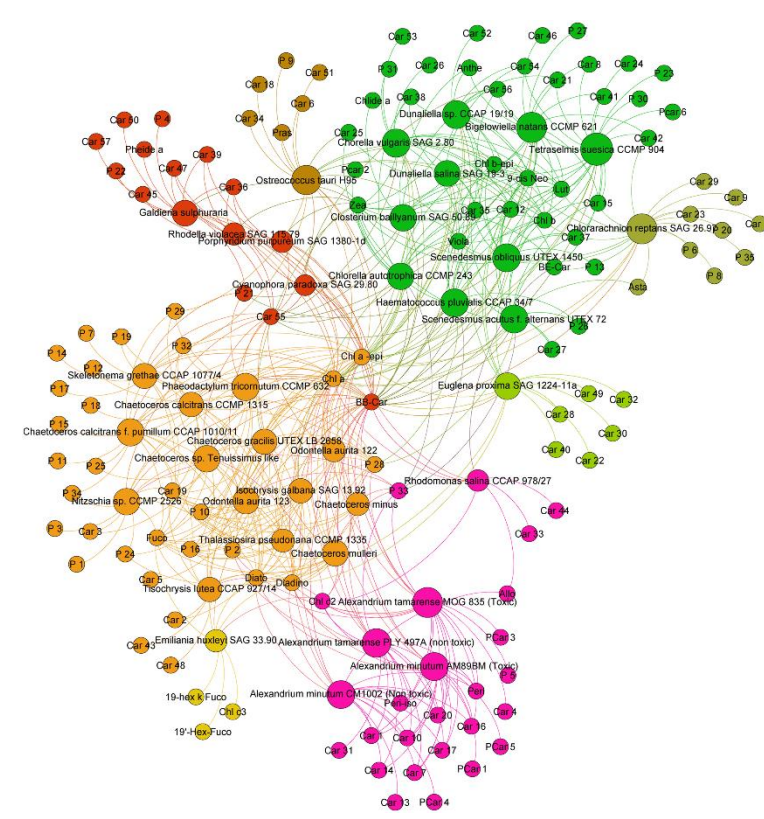 Car 53
Car 52
Car 46
P 27
P 9
Car 51
P 31
Car 26
Anthe
Car 54
Car 8
Car 24
P 23
Car 18
Car 6
Chlide a
Car 38
Car 56
Car 21
Car 41
P 30
Pcar 6
Car 50
P 4
Car 34
Pras
Car 25
Dunaliella sp. CCAP 19/19
Bigelowiella natans CCMP 621
Car 42
Car 57
Pheide a
Chorella vulgaris SAG 2.80
Tetraselmis suesica CCMP 904
P 22
Car 47
Car 39
Pcar 2
Dunaliella salina SAG 19-3
Chl b-epi
9-cis Neo
Car 45
Car 36
Ostreococcus tauri H95
Lut
Car 29
Car 9
Galdieria sulphuraria
Zea
Closterium baillyanum SAG 50.89
Car 35
Car 12
Car 15
Car 23
Chl b
Chlorarachnion reptans SAG 26.97
P 20
Car
Rhodella violacea SAG 115.79
Porphyridium purpureum SAG 1380-1d
Viola
Car 37
P 6
P 35
Scenedesmus obliquus UTEX 1450
BE-Car
P 13
P 8
Cyanophora paradoxa SAG 29.80
Chlorella autotrophica CCMP 243
Asta
P 21
Haematococcus pluvialis CCAP 34/7
P 29
Car 55
Scenedesmus acutus f. alternans UTEX 72
P 26
P 7
P 19
P 14
P 32
Chl a -epi
Car 27
P 12
Skeletonema grethae CCAP 1077/4
Chl a
P 17
Phaeodactylum tricornutum CCMP 632
Euglena proxima SAG 1224-11a
Car 49
Car 32
P 18
Chaetoceros calcitrans CCMP 1315
BB-Car
Car 28
P 15
Chaetoceros calcitrans f. pumillum CCAP 1010/11
Car 30
Chaetoceros gracilis UTEX LB 2658
Odontella aurita 122
Car 40
Car 22
P 11
P 25
Chaetoceros sp. Tenuissimus like
P 28
P 34
Car 19
Isochrysis galbana SAG 13.92
P 33
Rhodomonas salina CCAP 978/27
Nitzschia sp. CCMP 2526
Odontella aurita 123
Chaetoceros minus
P 10
Car 44
P 3
Car 3
Fuco
Thalassiosira pseudonana CCMP 1335
Car 33
P 24
P 16
P 2
Chaetoceros mulleri
P 1
Car 5
Diato
Diadino
Tisochrysis lutea CCAP 927/14
Allo
Chl c2
Alexandrium tamarense MOG 835 (Toxic)
Car 2
Car 43
Emiliania huxleyi SAG 33.90
Alexandrium tamarense PLY 497A (non toxic)
PCar 3
Car 48
Alexandrium minutum AM89BM (Toxic)
P 5
19-hex k Fuco
Alexandrium minutum CM1002 (Non toxic)
Peri
Chl c3
Peri-iso
Car 20
Car 4
19'-Hex-Fuco
Car 1
Car 10
Car 16
Car 31
Car 17
PCar 5
Car 14
Car 7
PCar 1
Car 13
PCar 4